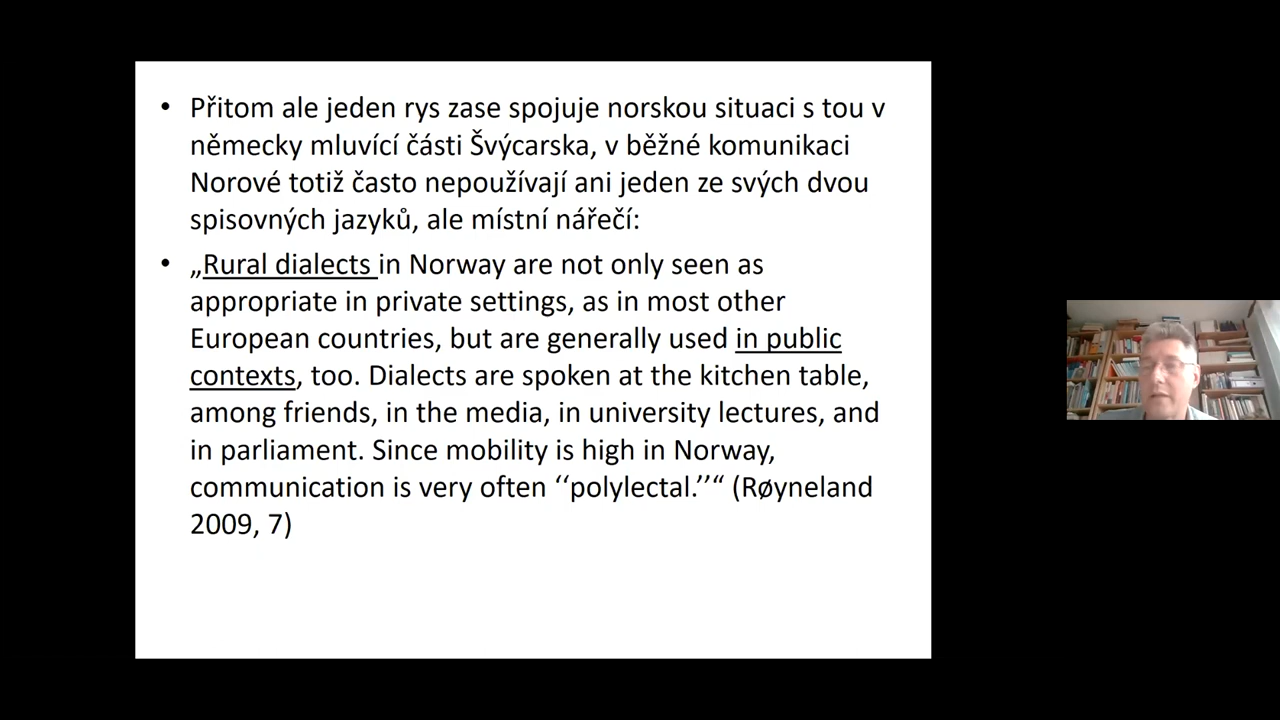 • Přitom ale jeden rys zase spojuje norskou situaci s tou v
německy mluvící části Švýcarska, v běžné komunikaci
Norové totiž často nepoužívají ani jeden ze svých dvou
spisovných jazyků, ale místní nářečí:
• „Rural dialects in Norway are not only seen as
appropriate in private settings, as in most other
European countries, but are generally used in public
contexts, too. Dialects are spoken at the kitchen table,
among friends, in the media, in university lectures, and
in parliament. Since mobility is high in Norway,
communication is very often ‘‘polylectal.’’“ (Røyneland
2009, 7)